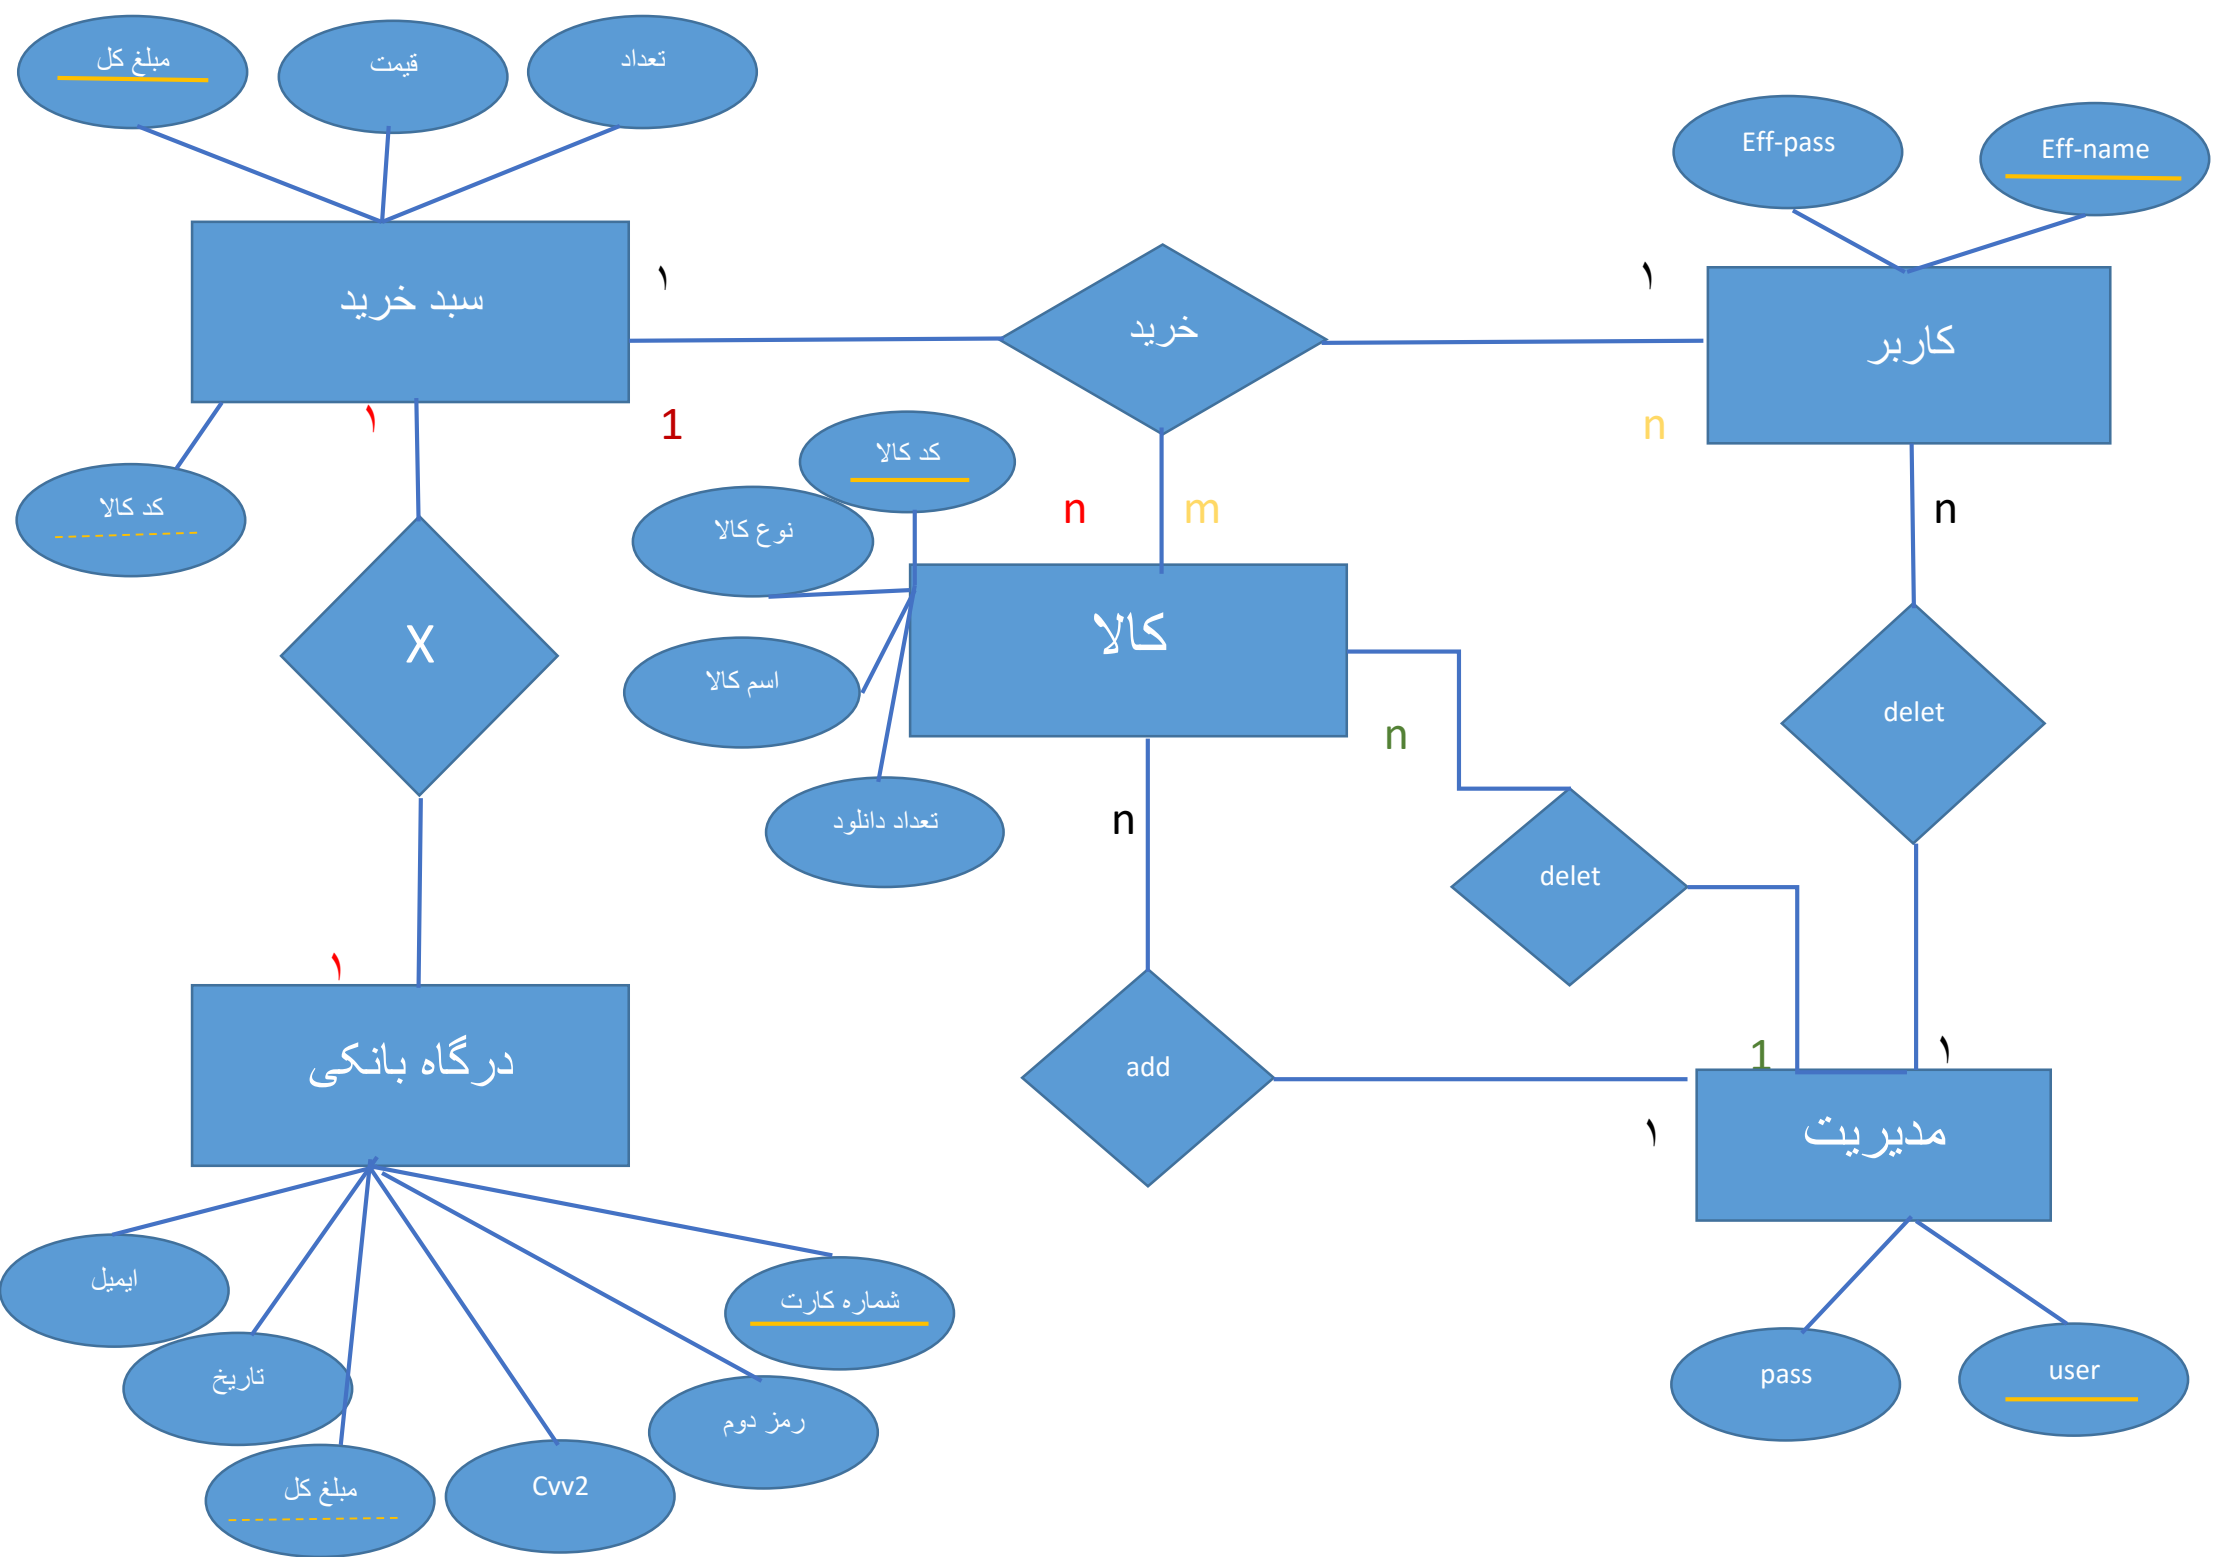 مبلغ کل
قیمت
تعداد
Eff-pass
Eff-name
سبد خرید
۱
خرید
۱
کاربر
۱
1
n
کد کالا
کد کالا
نوع کالا
n
m
n
X
کالا
اسم کالا
delet
n
تعداد دانلود
n
delet
۱
درگاه بانکی
add
1
۱
مدیریت
۱
ایمیل
شماره کارت
تاریخ
رمز دوم
pass
user
مبلغ کل
Cvv2